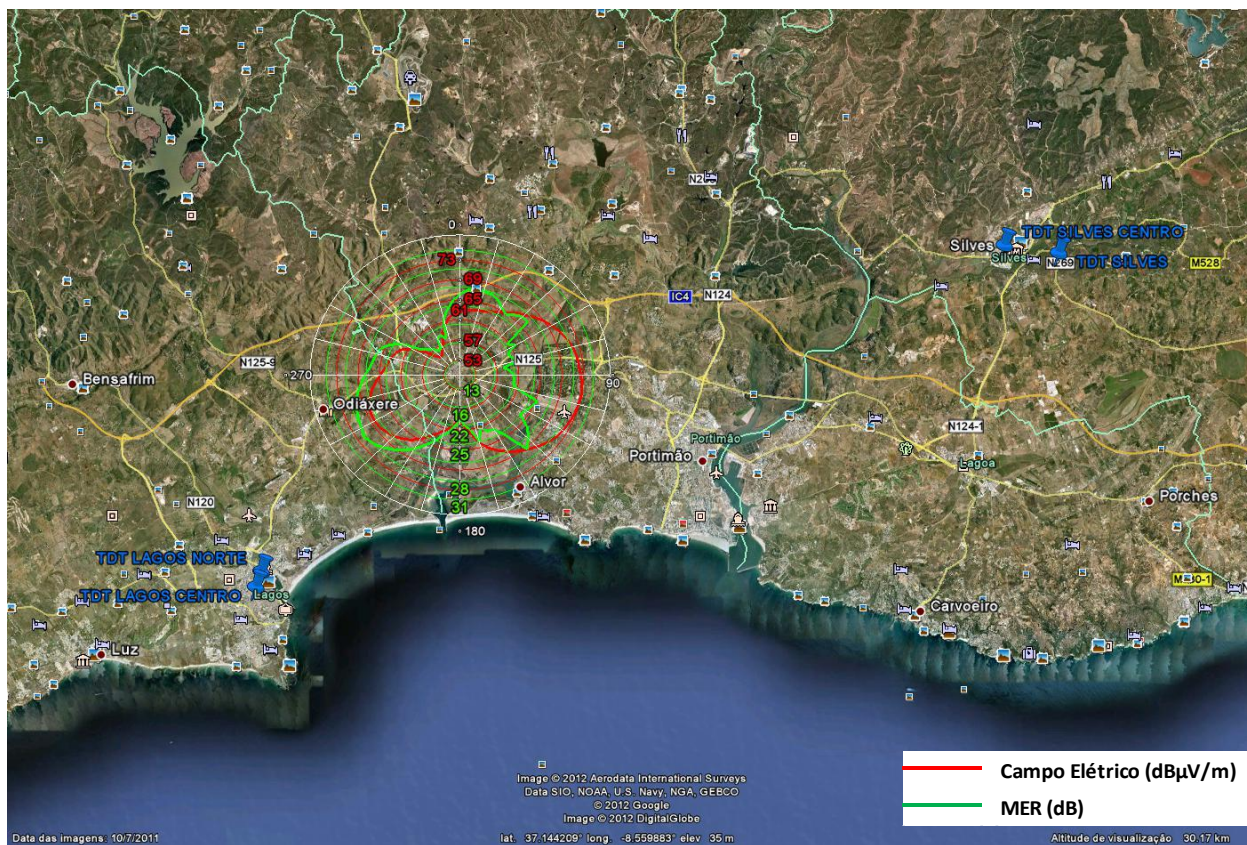 N26
TDT SILVES CENTRO
Silves
Silves
N269
TDT SILVES
M528
0
73
69
65
61
57
53
IC4
N124
N125-9
N125
270
90
Bensafrim
Odiáxere
13
16
22
25
28
31
180
N124-1
Portimão
Portimão
Lagoa
Alvor
Porches
N120
TDT LAGOS NORTE
TDT LAGOS CENTRO
Lagos
Carvoeiro
Luz
Image © 2012 Aerodata International Surveys
Data SIO, NOAA, U.S. Navy, NGA, GEBCO
© 2012 Google
Image © 2012 DigitalGlobe
Campo Elétrico (dBµV/m)
MER (dB)
Data das imagens: 10/7/2011
lat. 37.144209° long. -8.559883° elev 35 m
Altitude de visualização 30.17 km